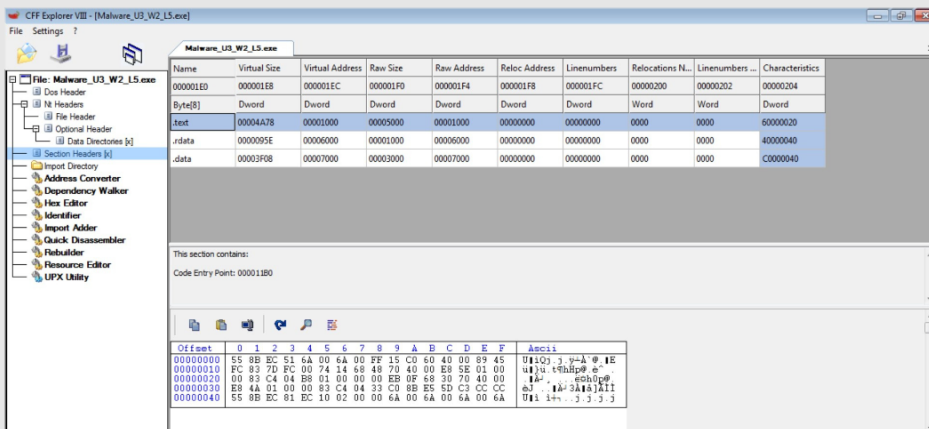 CFF Explorer VIII - [Malware_U3_W2_L5.exe]
File Settings ?
Malware_U3_W2_L5.exe
File: Malware_U3_W2_L5.exe
Dos Header
Nt Headers
File Header
Optional Header
Data Directories [x]
Section Headers [x]
Import Directory
Address Converter
Dependency Walker
Hex Editor
Identifier
Import Adder
Quick Disassembler
Rebuilder
Resource Editor
UPX Utility
Name Virtual Size Virtual Address Raw Size Raw Address Reloc Address Linenumbers Relocations N... Linenumbers ... Characteristics
000001E0 000001E8 000001EC 000001F0 000001F4 000001F8 000001FC 00000200 00000202 00000204
Byte[8] Dword Dword Dword Dword Dword Dword Word Word Dword
.text 00004A78 00001000 00005000 00001000 00000000 00000000 0000 0000 60000020
.rdata 0000095E 00006000 00001000 00006000 00000000 00000000 0000 0000 40000040
.data 00003F08 00007000 00003000 00007000 00000000 00000000 0000 0000 C0000040
This section contains:
Code Entry Point: 000011B0
Offset 0 1 2 3 4 5 6 7 8 9 A B C D E F Ascii
00000000 55 8B EC 51 6A 00 6A 00 FF 15 C0 60 40 00 89 45
00000010 FC 83 7D FC 00 74 14 68 48 70 40 00 E8 5E 01 00
00000020 00 83 C4 04 B8 01 00 00 00 EB 0F 68 30 70 40 00
00000030 E8 4A 01 00 00 83 C4 04 33 C0 8B E5 5D C3 CC CC
00000040 55 8B EC 81 EC 10 02 00 00 6A 00 6A 00 6A 00 6A